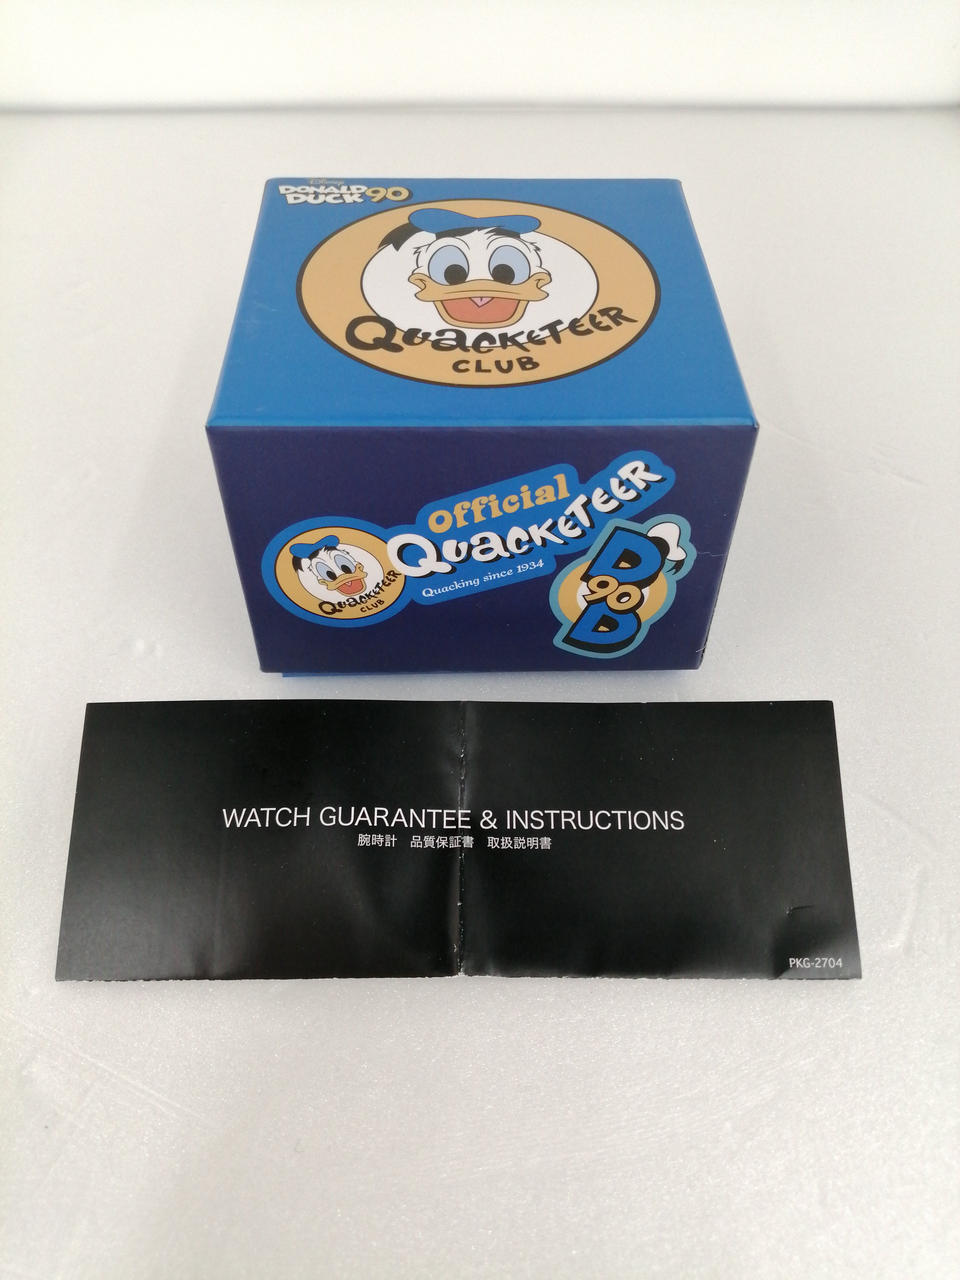 Disney
DONALD
DUCK 90
QUACKETEER
CLUB
Official
QUACKETEER
Quacking since 1934
QUACKETEER
CLUB
D
90
D
WATCH GUARANTEE & INSTRUCTIONS
腕時計 品質保証書 取扱説明書
PKG-2704